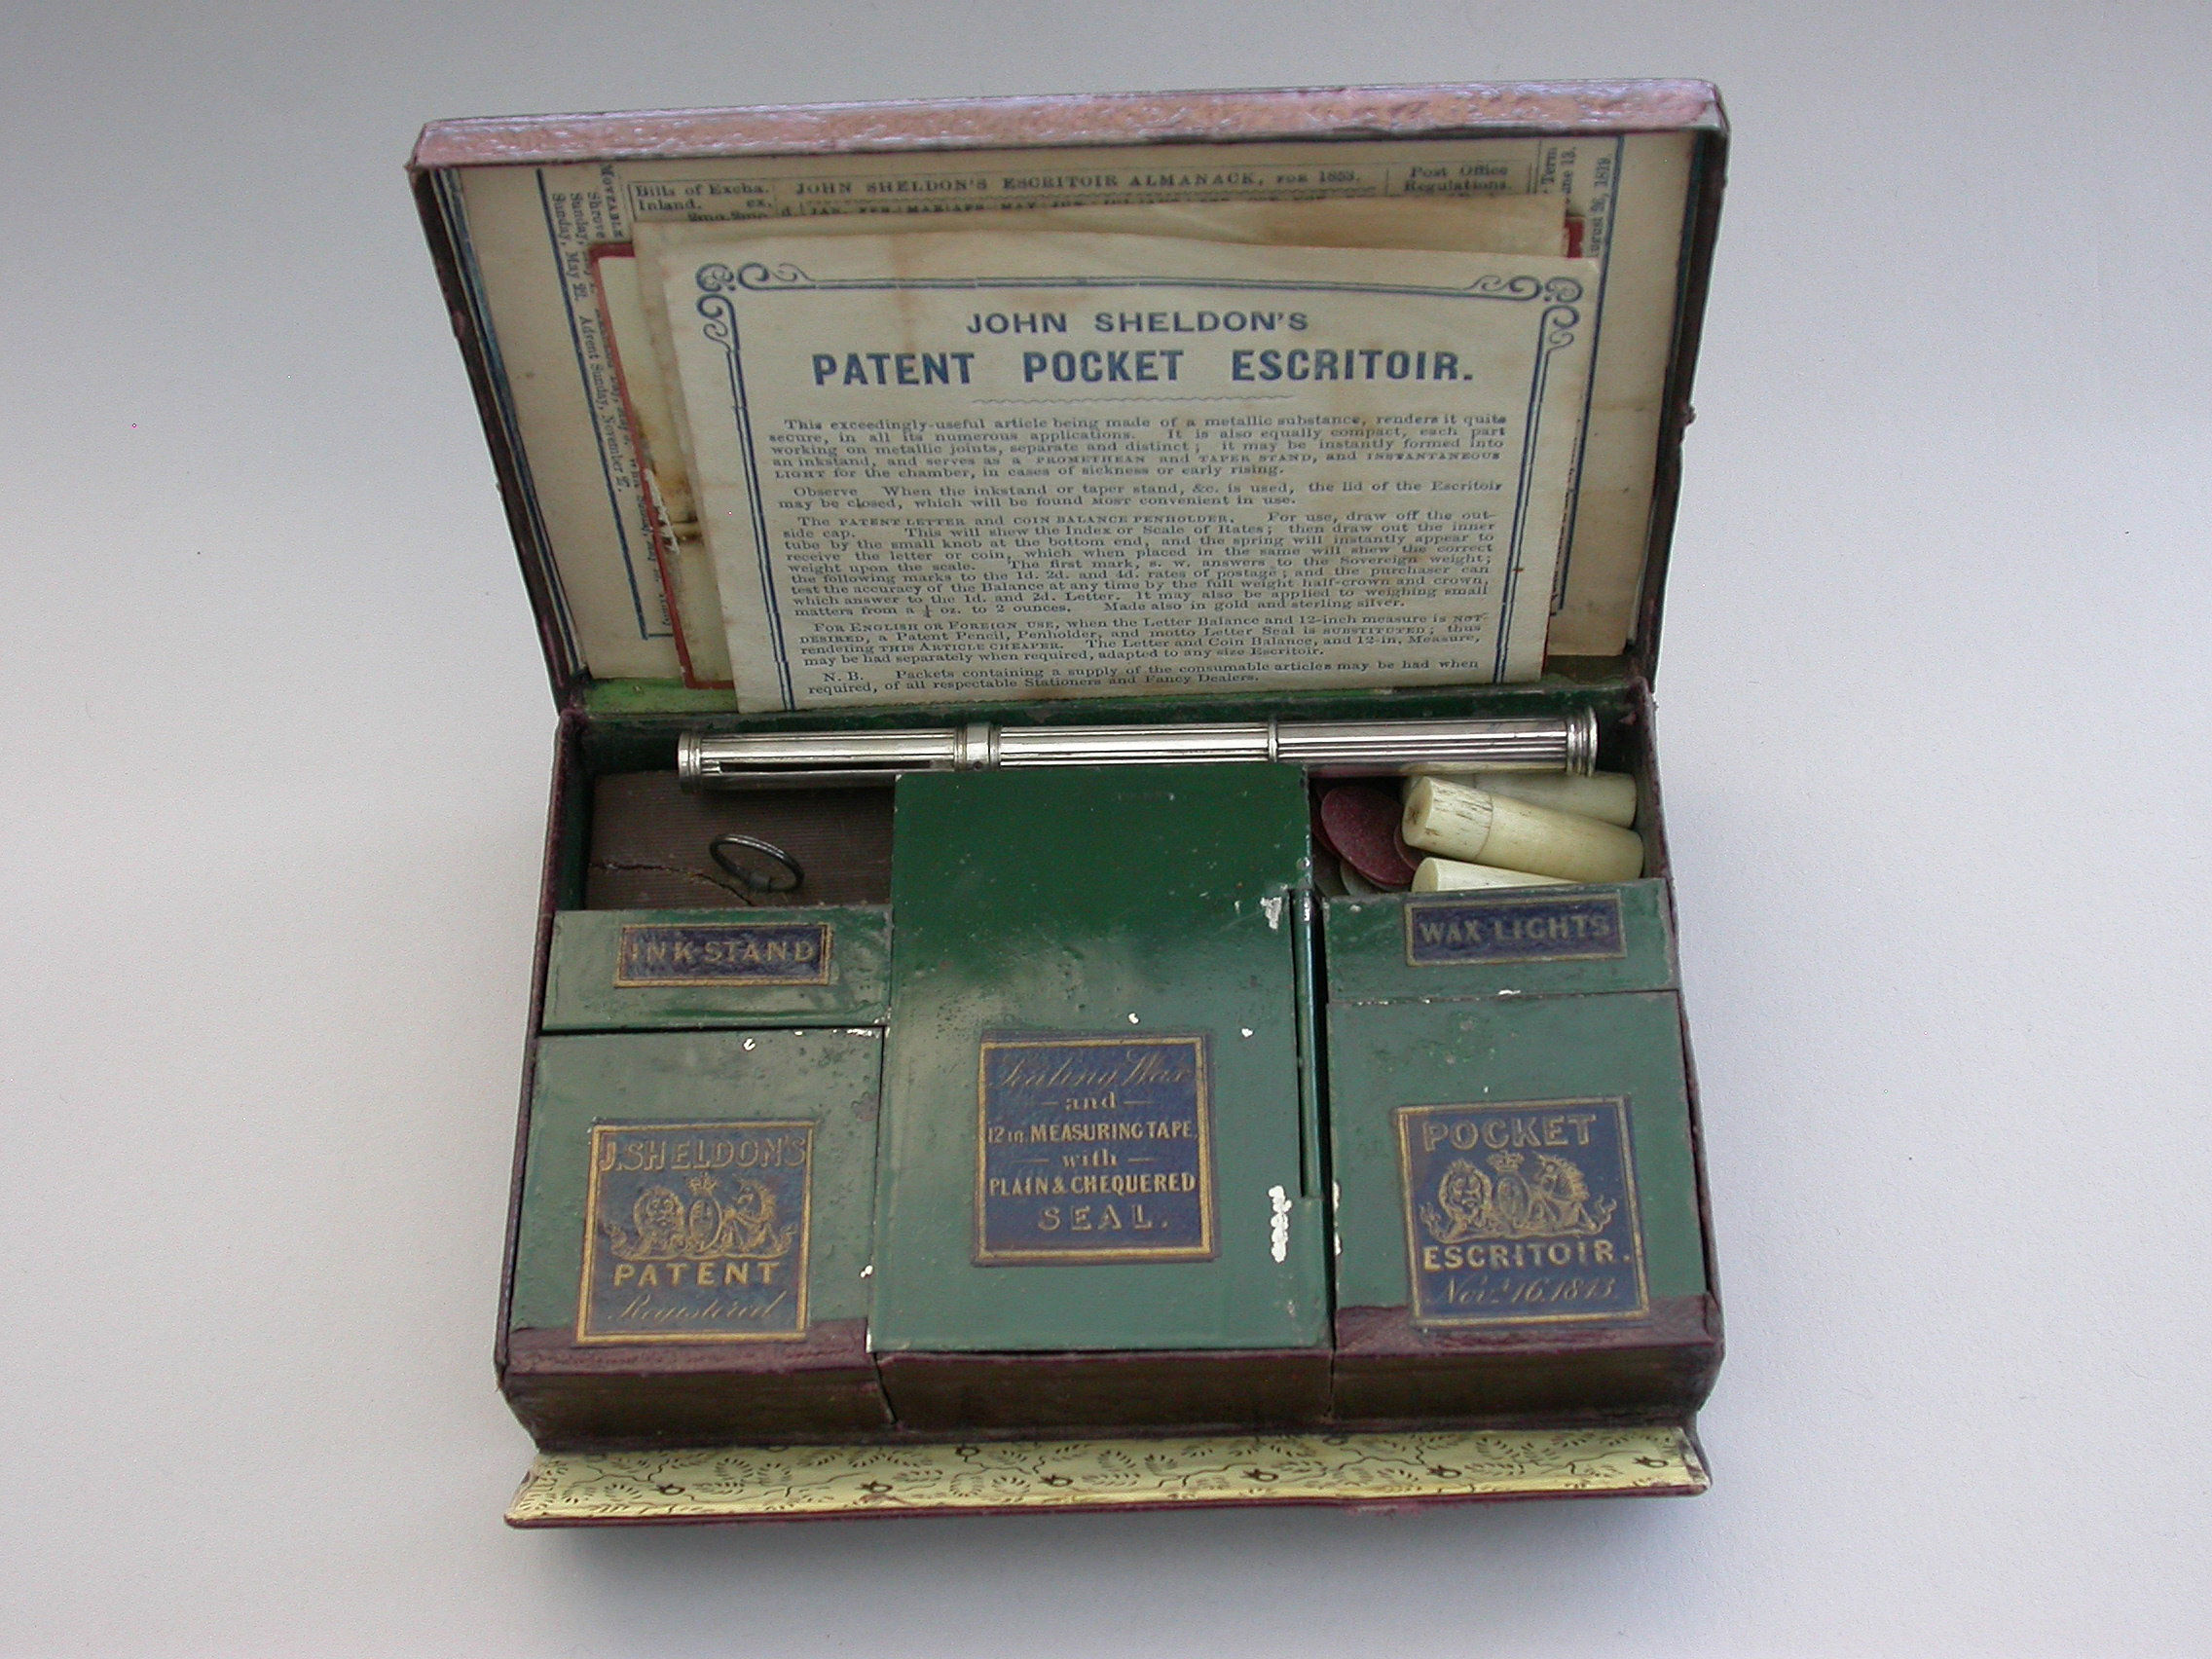 Bills of Excha.
Inland. ex.
JOHN SHELDON'S ESCRITOIR ALMANACK, FOR 1853.
Post Office
Regulations.
Term
August 26, 1819.
MOVEABLE
Shrove
Sunday,
Sunday, May 22. Advent Sunday, November 27.
JOHN SHELDON'S
PATENT POCKET ESCRITOIR.
This exceedingly-useful article being made of a metallic substance, renders it quite
secure, in all its numerous applications. It is also equally compact, each part
working on metallic joints, separate and distinct; it may be instantly formed into
an inkstand, and serves as a PROMETHEAN and TAPER STAND, and INSTANTANEOUS
LIGHT for the chamber, in cases of sickness or early rising.
Observe When the inkstand or taper stand, &c. is used, the lid of the Escritoir
may be closed, which will be found MOST convenient in use.
The PATENT LETTER and COIN BALANCE PENHOLDER. For use, draw off the out-
side cap. This will shew the Index or Scale of Rates; then draw out the inner
tube by the small knob at the bottom end, and the spring will instantly appear to
receive the letter or coin, which when placed in the same will shew the correct
weight upon the scale. The first mark, s. w. answers to the Sovereign weight;
the following marks to the 1d. 2d. and 4d. rates of postage; and the purchaser can
test the accuracy of the Balance at any time by the full weight half-crown and crown,
which answer to the 1d. and 2d. Letter. It may also be applied to weighing small
matters from a ¼ oz. to 2 ounces. Made also in gold and sterling silver.
FOR ENGLISH OR FOREIGN USE, when the Letter Balance and 12-inch measure is NOT
DESIRED, a Patent Pencil, Penholder, and motto Letter Seal is SUBSTITUTED; thus
rendering THIS ARTICLE CHEAPER. The Letter and Coin Balance, and 12-in. Measure,
may be had separately when required, adapted to any size Escritoir.
N. B. Packets containing a supply of the consumable articles may be had when
required, of all respectable Stationers and Fancy Dealers.
INK-STAND
WAX LIGHTS
J. SHELDON'S
PATENT
Registered
Sealing Wax
— and —
12 in. MEASURING TAPE,
— with —
PLAIN & CHEQUERED
SEAL.
POCKET
ESCRITOIR.
Novr. 16, 1843